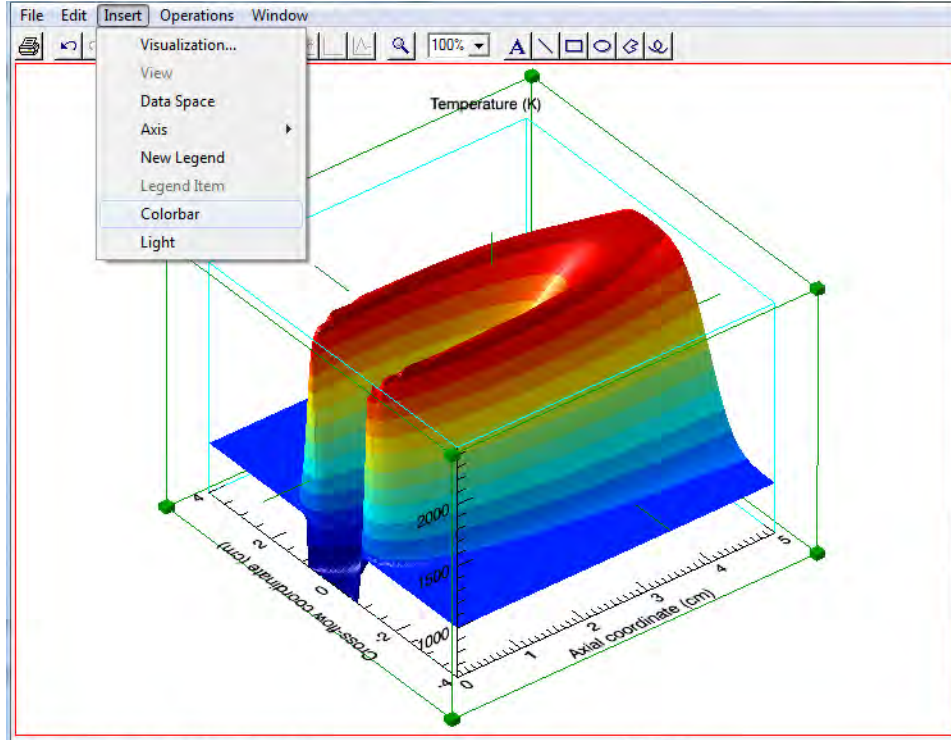 File Edit Insert Operations Window
Visualization...
View
Data Space
Axis
New Legend
Legend Item
Colorbar
Light
100%
A
Temperature (K)
2000
1500
1000
4
2
0
-2
-4
Cross-flow coordinate (cm)
0
1
2
3
4
5
Axial coordinate (cm)